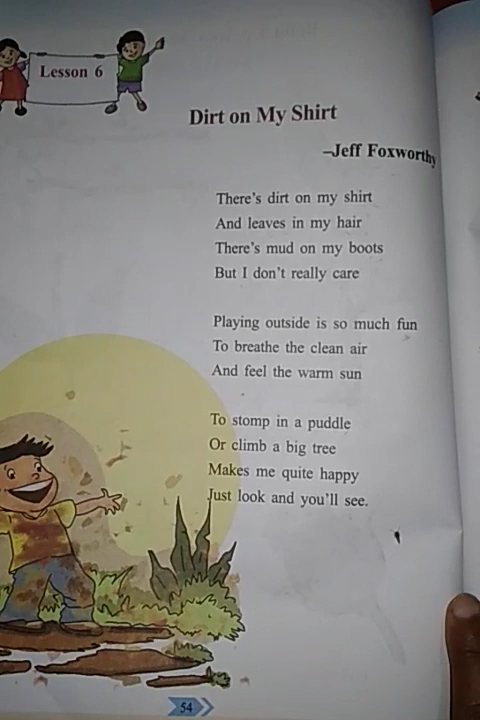 Lesson 6
Dirt on My Shirt
–Jeff Foxworthy
There's dirt on my shirt
And leaves in my hair
There's mud on my boots
But I don't really care
Playing outside is so much fun
To breathe the clean air
And feel the warm sun
To stomp in a puddle
Or climb a big tree
Makes me quite happy
Just look and you'll see.
54